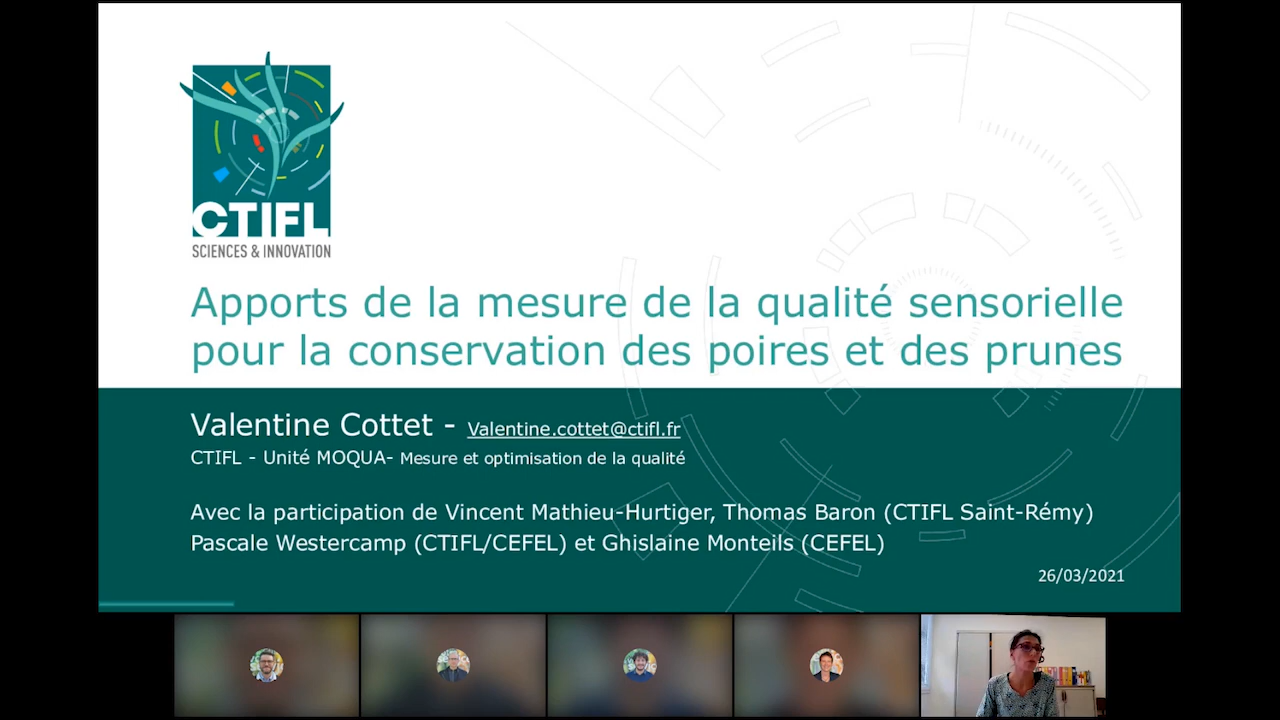 CTIFL
SCIENCES & INNOVATION
Apports de la mesure de la qualité sensorielle
pour la conservation des poires et des prunes
Valentine Cottet - Valentine.cottet@ctifl.fr
CTIFL - Unité MOQUA- Mesure et optimisation de la qualité
Avec la participation de Vincent Mathieu-Hurtiger, Thomas Baron (CTIFL Saint-Rémy)
Pascale Westercamp (CTIFL/CEFEL) et Ghislaine Monteils (CEFEL)
26/03/2021